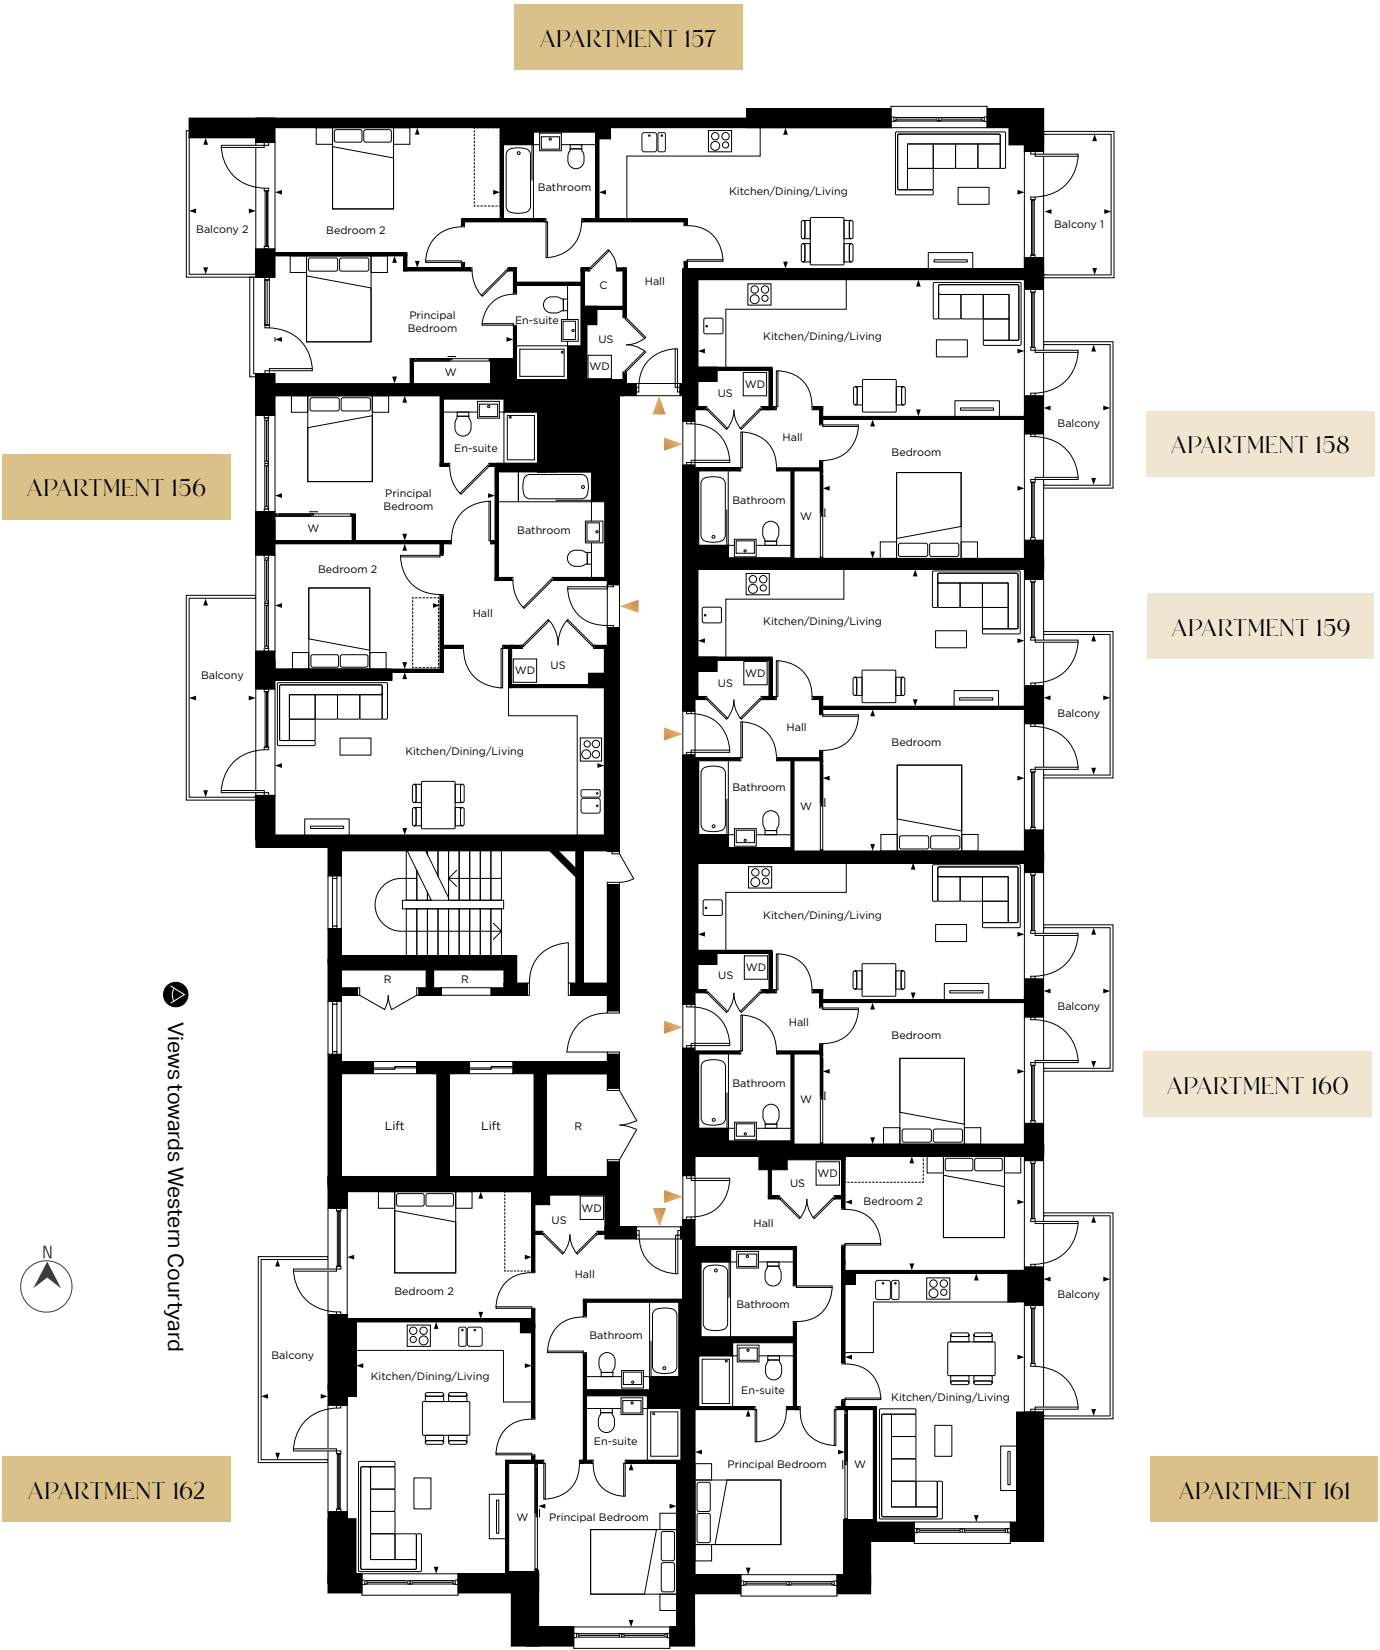 APARTMENT 157
Bedroom 2
Balcony 2
Bathroom
Kitchen/Dining/Living
Balcony 1
Hall
C
Principal
Bedroom
En-suite
US
WD
W
APARTMENT 156
En-suite
Principal
Bedroom
W
Bathroom
Bedroom 2
Hall
WD
US
Balcony
Kitchen/Dining/Living
Kitchen/Dining/Living
US
WD
Hall
Bedroom
Bathroom
W
Balcony
APARTMENT 158
Kitchen/Dining/Living
US
WD
Hall
Bedroom
Bathroom
W
Balcony
APARTMENT 159
Kitchen/Dining/Living
US
WD
Hall
Bedroom
Bathroom
W
Balcony
APARTMENT 160
R
R
Lift
Lift
R
Views towards Western Courtyard
N
US
WD
Hall
Bedroom 2
Bathroom
Balcony
Kitchen/Dining/Living
En-suite
W
Principal Bedroom
APARTMENT 162
US
WD
Hall
Bedroom 2
Bathroom
Balcony
En-suite
Kitchen/Dining/Living
Principal Bedroom
W
APARTMENT 161